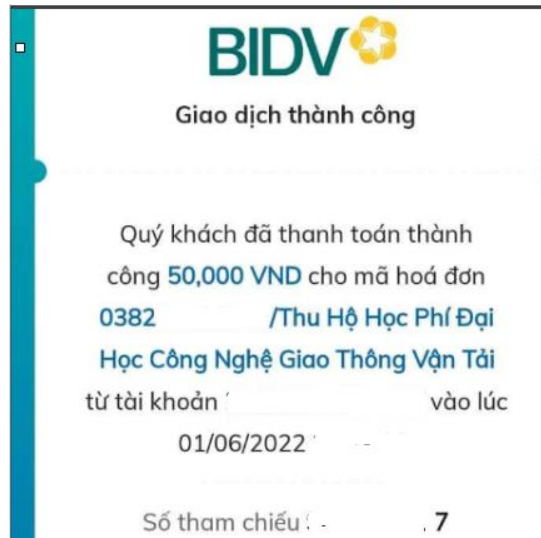 BIDV
Giao dịch thành công
Quý khách đã thanh toán thành
công 50,000 VND cho mã hoá đơn
0382 /Thu Hộ Học Phí Đại
Học Công Nghệ Giao Thông Vận Tải
từ tài khoản vào lúc
01/06/2022
Số tham chiếu 7